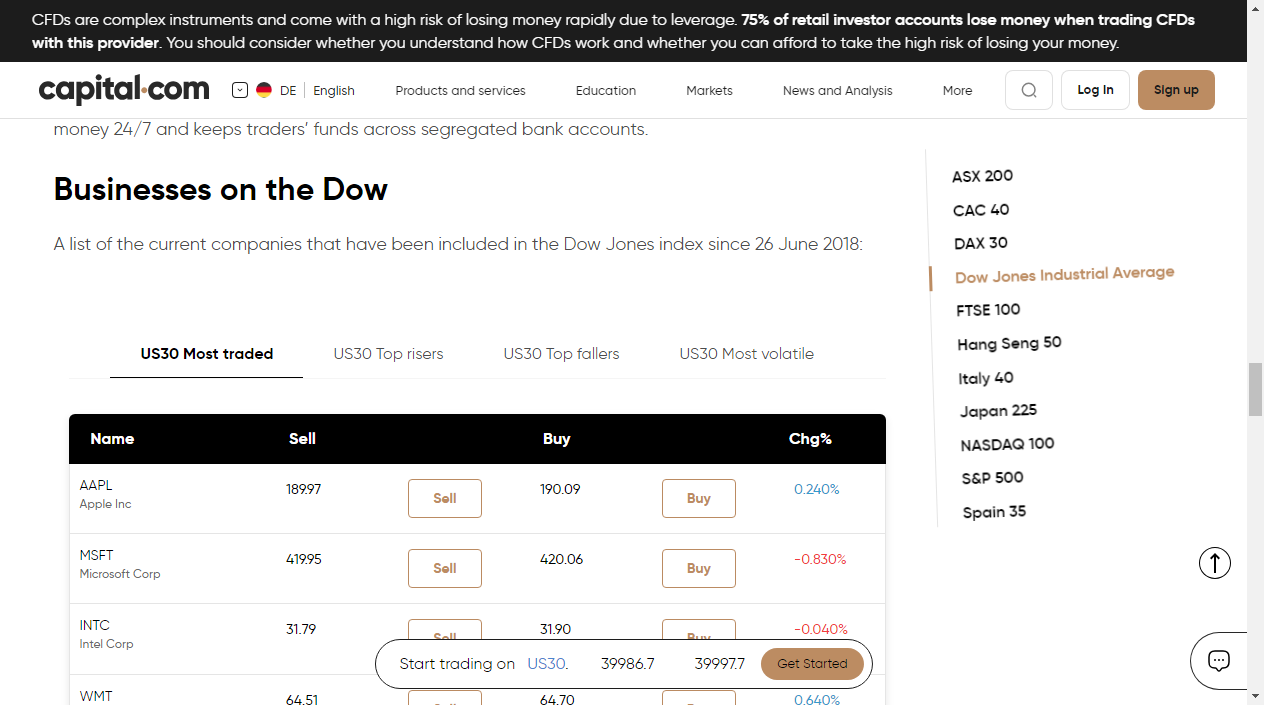 CFDs are complex instruments and come with a high risk of losing money rapidly due to leverage. 75% of retail investor accounts lose money when trading CFDs
with this provider. You should consider whether you understand how CFDs work and whether you can afford to take the high risk of losing your money.
capital.com DE English Products and services Education Markets News and Analysis More Log In Sign up
money 24/7 and keeps traders’ funds across segregated bank accounts.
Businesses on the Dow
A list of the current companies that have been included in the Dow Jones index since 26 June 2018:
US30 Most traded US30 Top risers US30 Top fallers US30 Most volatile
Name Sell Buy Chg%
AAPL
Apple Inc
189.97 Sell 190.09 Buy 0.240%
MSFT
Microsoft Corp
419.95 Sell 420.06 Buy -0.830%
INTC
Intel Corp
31.79 Sell 31.90 Buy -0.040%
WMT
64.51 64.70 0.640%
Start trading on US30. 39986.7 39997.7 Get Started
ASX 200
CAC 40
DAX 30
Dow Jones Industrial Average
FTSE 100
Hang Seng 50
Italy 40
Japan 225
NASDAQ 100
S&P 500
Spain 35